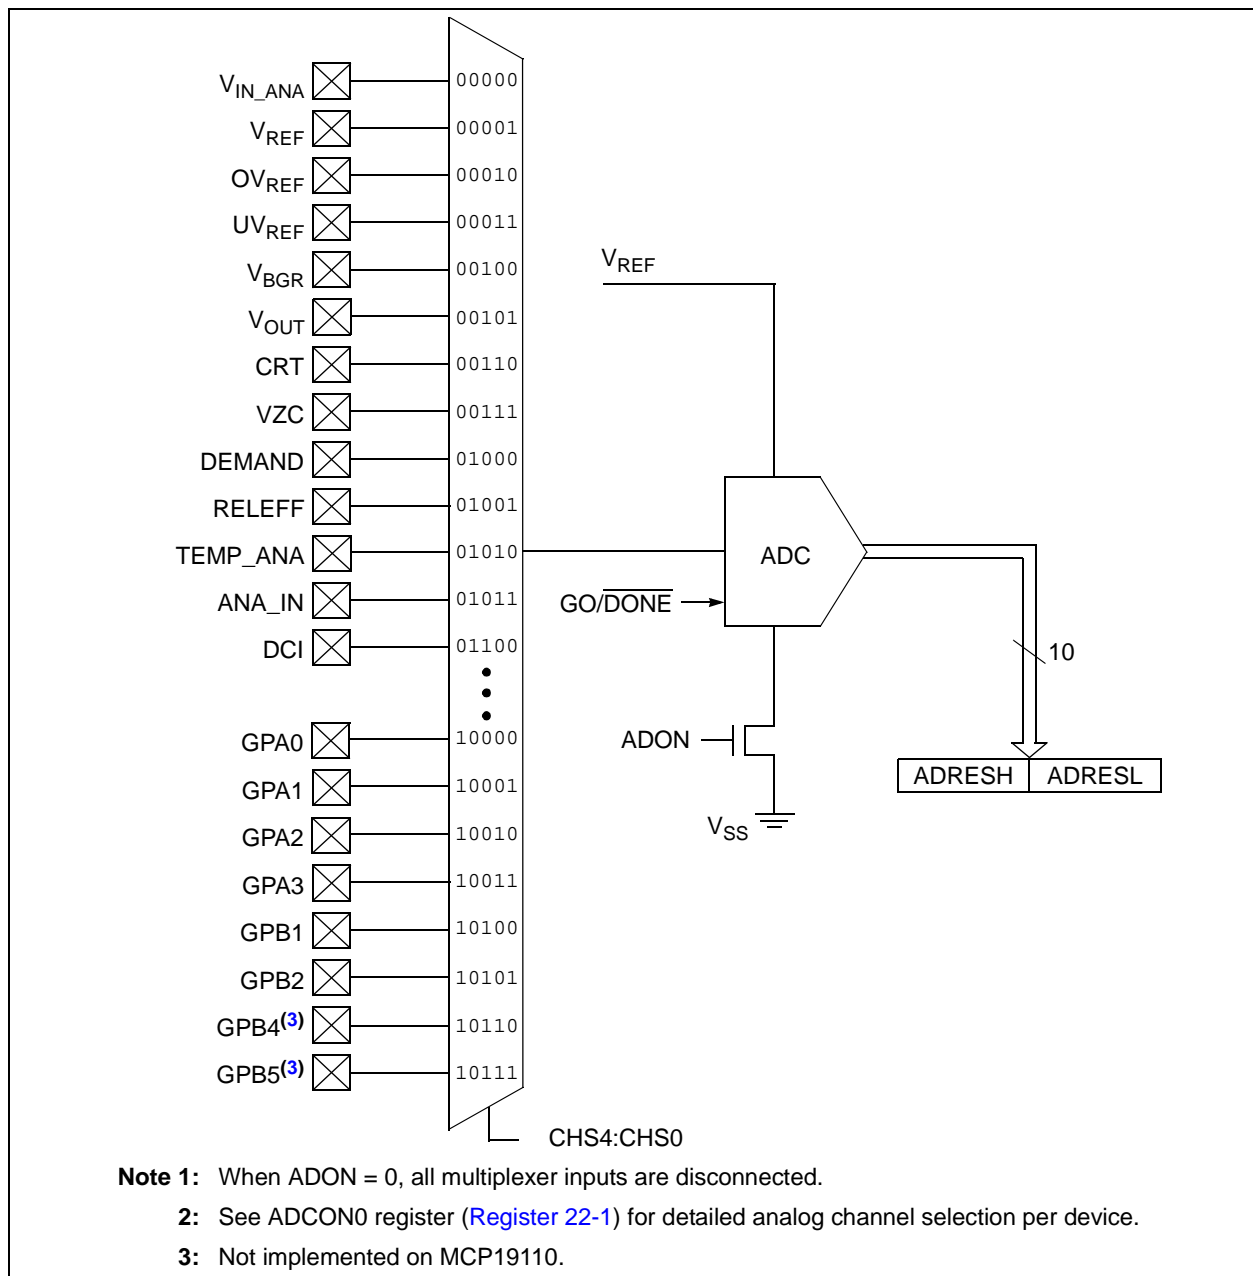 V_IN_ANA 00000
V_REF 00001
OV_REF 00010
UV_REF 00011
V_BGR 00100
V_REF
V_OUT 00101
CRT 00110
VZC 00111
DEMAND 01000
RELEFF 01001
TEMP_ANA 01010
ADC
ANA_IN 01011
GO/DONE
DCI 01100
10
GPA0 10000
ADON
ADRESH ADRESL
GPA1 10001
GPA2 10010
V_SS
GPA3 10011
GPB1 10100
GPB2 10101
GPB4(3) 10110
GPB5(3) 10111
CHS4:CHS0
Note 1: When ADON = 0, all multiplexer inputs are disconnected.
2: See ADCON0 register (Register 22-1) for detailed analog channel selection per device.
3: Not implemented on MCP19110.